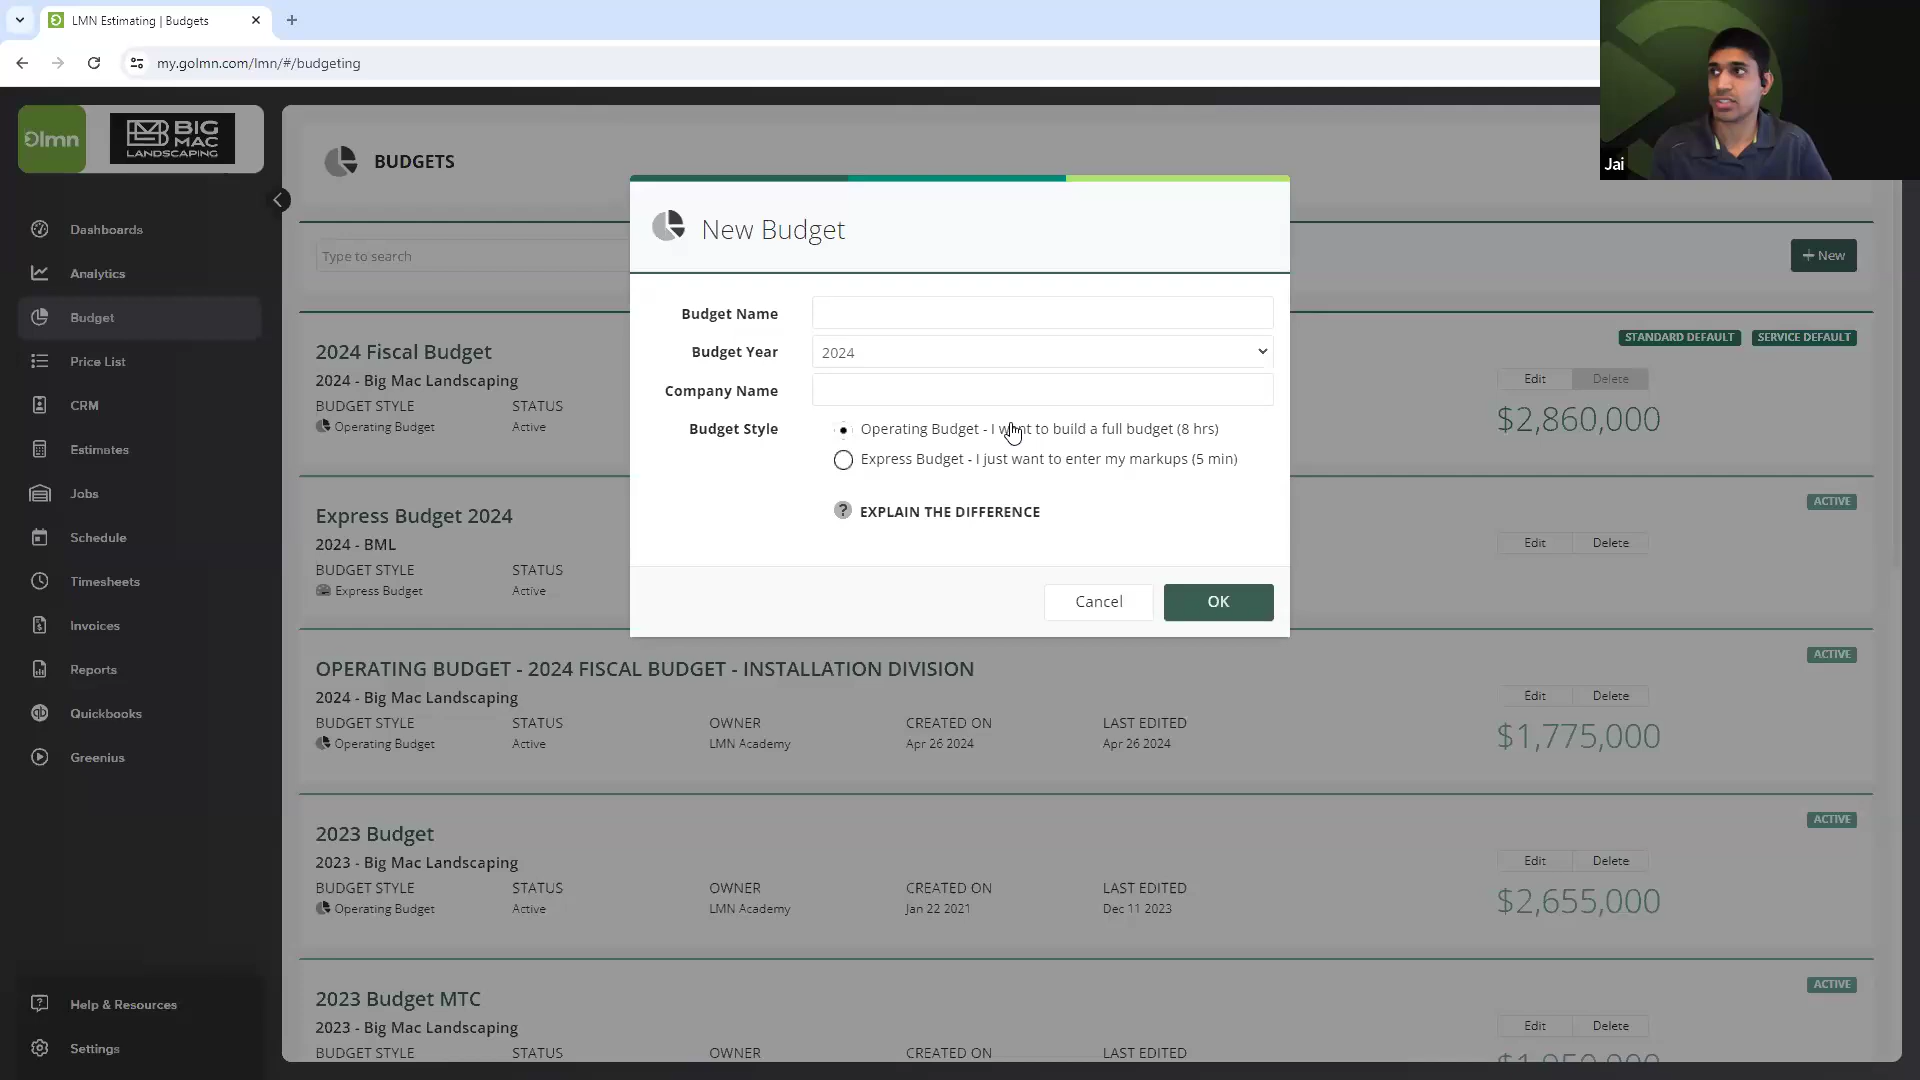 LMN Estimating | Budgets
my.golmn.com/lmn/#/budgeting
Jai
lmn
BIG MAC LANDSCAPING
Dashboards
Analytics
Budget
Price List
CRM
Estimates
Jobs
Schedule
Timesheets
Invoices
Reports
Quickbooks
Greenius
Help & Resources
Settings
BUDGETS
Type to search
+ New
New Budget
Budget Name
Budget Year 2024
Company Name
Budget Style Operating Budget - I want to build a full budget (8 hrs)
Express Budget - I just want to enter my markups (5 min)
? EXPLAIN THE DIFFERENCE
Cancel OK
STANDARD DEFAULT SERVICE DEFAULT
2024 Fiscal Budget
2024 - Big Mac Landscaping
Edit Delete
BUDGET STYLE STATUS
Operating Budget Active
$2,860,000
ACTIVE
Express Budget 2024
2024 - BML
Edit Delete
BUDGET STYLE STATUS
Express Budget Active
ACTIVE
OPERATING BUDGET - 2024 FISCAL BUDGET - INSTALLATION DIVISION
2024 - Big Mac Landscaping
Edit Delete
BUDGET STYLE STATUS OWNER CREATED ON LAST EDITED
Operating Budget Active LMN Academy Apr 26 2024 Apr 26 2024
$1,775,000
ACTIVE
2023 Budget
2023 - Big Mac Landscaping
Edit Delete
BUDGET STYLE STATUS OWNER CREATED ON LAST EDITED
Operating Budget Active LMN Academy Jan 22 2021 Dec 11 2023
$2,655,000
ACTIVE
2023 Budget MTC
2023 - Big Mac Landscaping
Edit Delete
BUDGET STYLE STATUS OWNER CREATED ON LAST EDITED